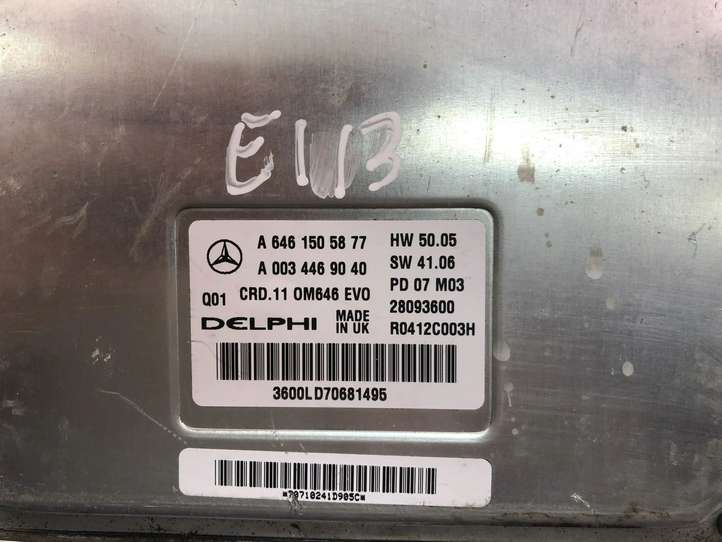 A 646 150 58 77
HW 50.05
A 003 446 90 40
SW 41.06
Q01
CRD.11 OM646 EVO
PD 07 M03
28093600
DELPHI
MADE
IN UK
R0412C003H
3600LD70681495
*70710241D905C*